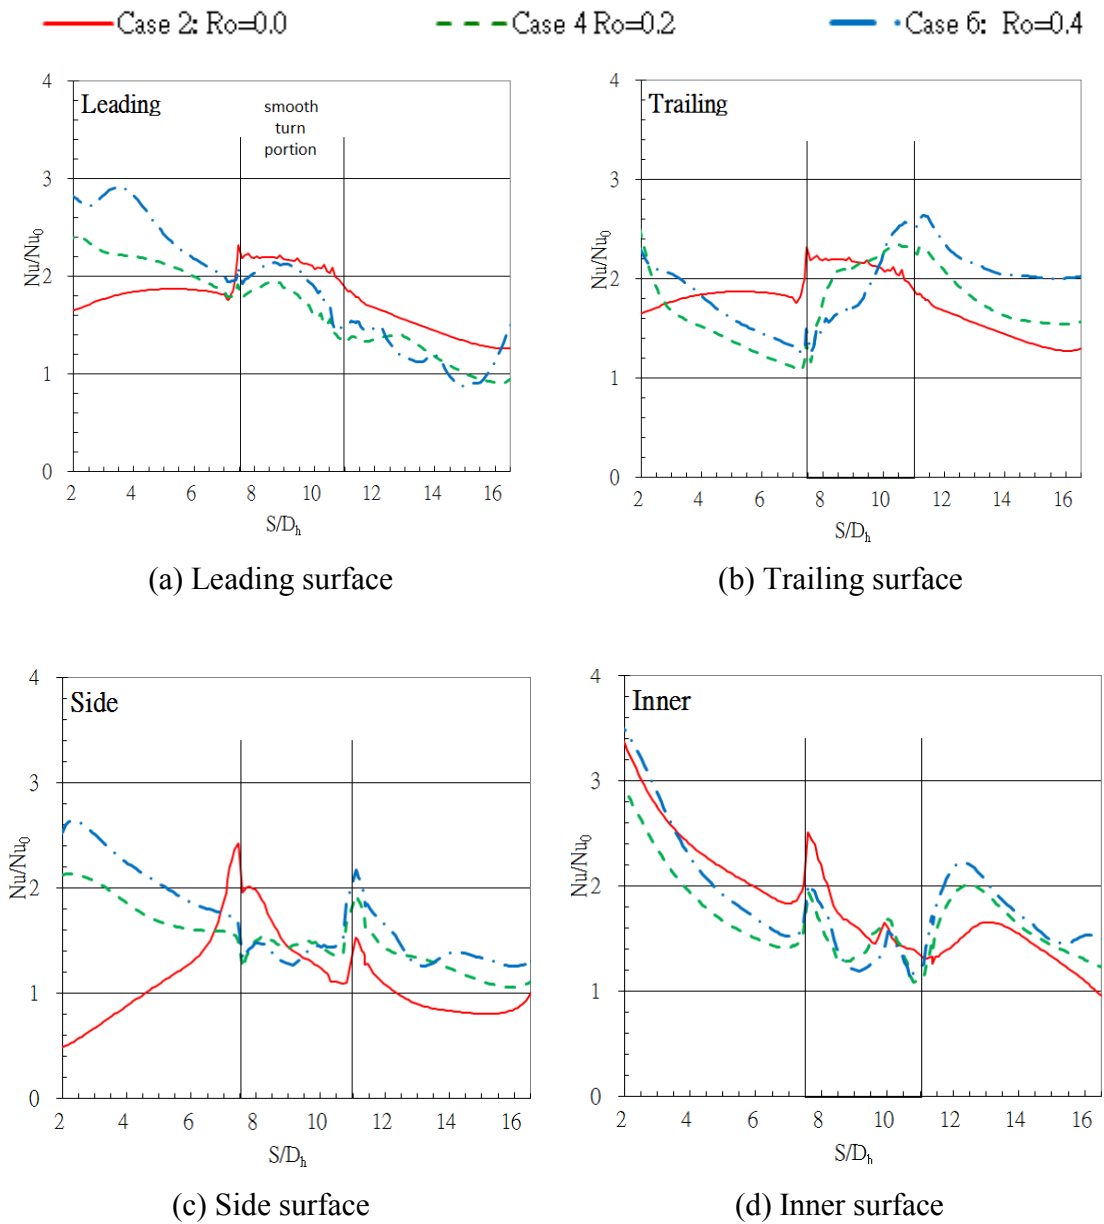 Case 2: Ro=0.0 Case 4 Ro=0.2 Case 6: Ro=0.4
4
Leading
smooth
turn
portion
3
Nu/Nu0
2
1
0
2 4 6 8 10 12 14 16
S/Dh
(a) Leading surface
4
Trailing
3
Nu/Nu0
2
1
0
2 4 6 8 10 12 14 16
S/Dh
(b) Trailing surface
4
Side
3
Nu/Nu0
2
1
0
2 4 6 8 10 12 14 16
S/Dh
(c) Side surface
4
Inner
3
Nu/Nu0
2
1
0
2 4 6 8 10 12 14 16
S/Dh
(d) Inner surface